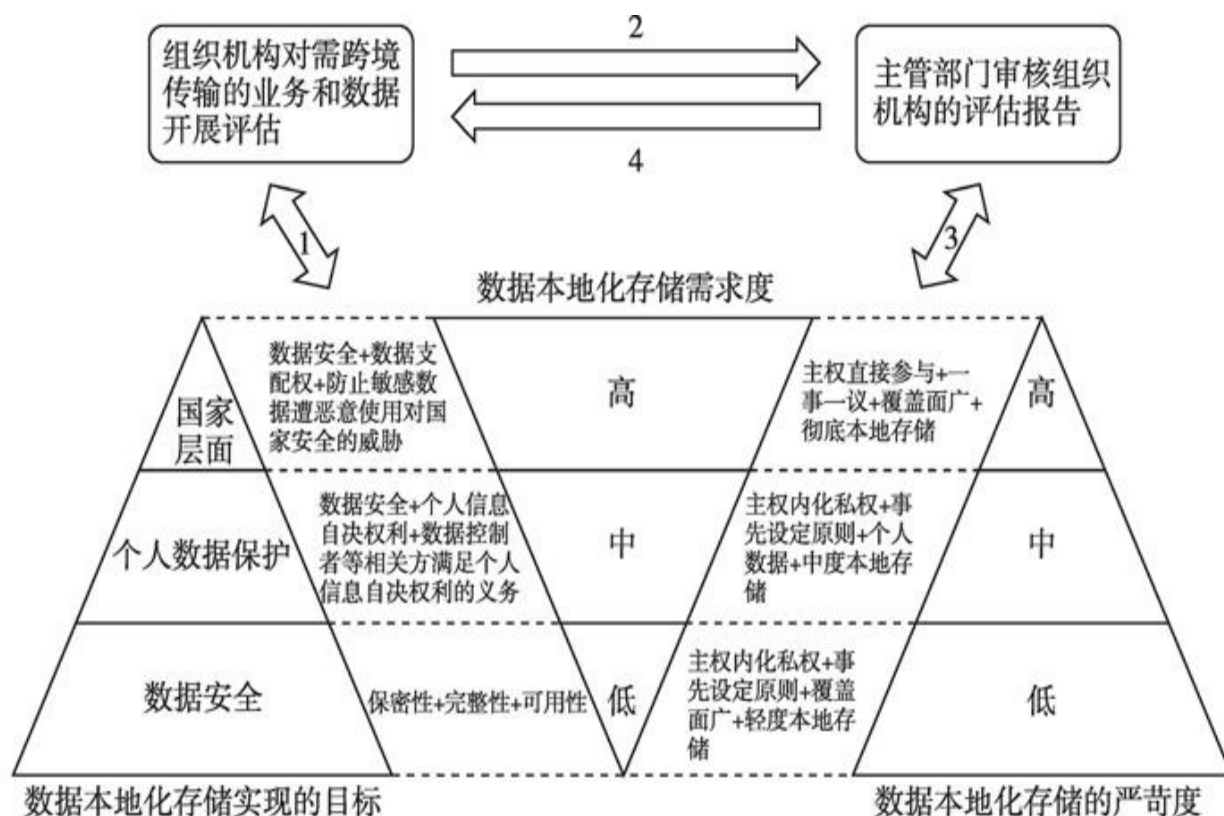 组织机构对需跨境
传输的业务和数据
开展评估
2
4
主管部门审核组织
机构的评估报告
1
3
数据本地化存储需求度
国家
层面
数据安全+数据支
配权+防止敏感数
据遭恶意使用对国
家安全的威胁
高
主权直接参与+一
事一议+覆盖面广+
彻底本地存储
高
个人数据保护
数据安全+个人信息
自决权利+数据控制
者等相关方满足个人
信息自决权利的义务
中
主权内化私权+事
先设定原则+个人
数据+中度本地存
储
中
数据安全
保密性+完整性+可用性
低
主权内化私权+事
先设定原则+覆盖
面广+轻度本地存
储
低
数据本地化存储实现的目标
数据本地化存储的严苛度